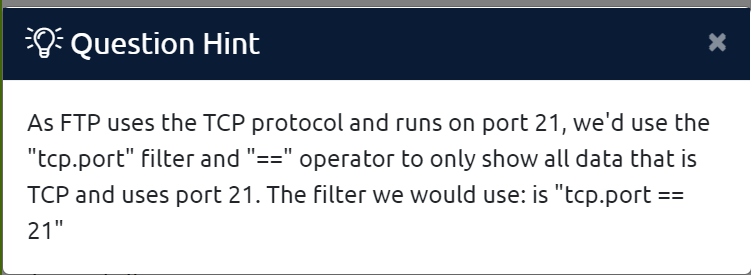 Question Hint
As FTP uses the TCP protocol and runs on port 21, we'd use the
"tcp.port" filter and "==" operator to only show all data that is
TCP and uses port 21. The filter we would use: is "tcp.port ==
21"